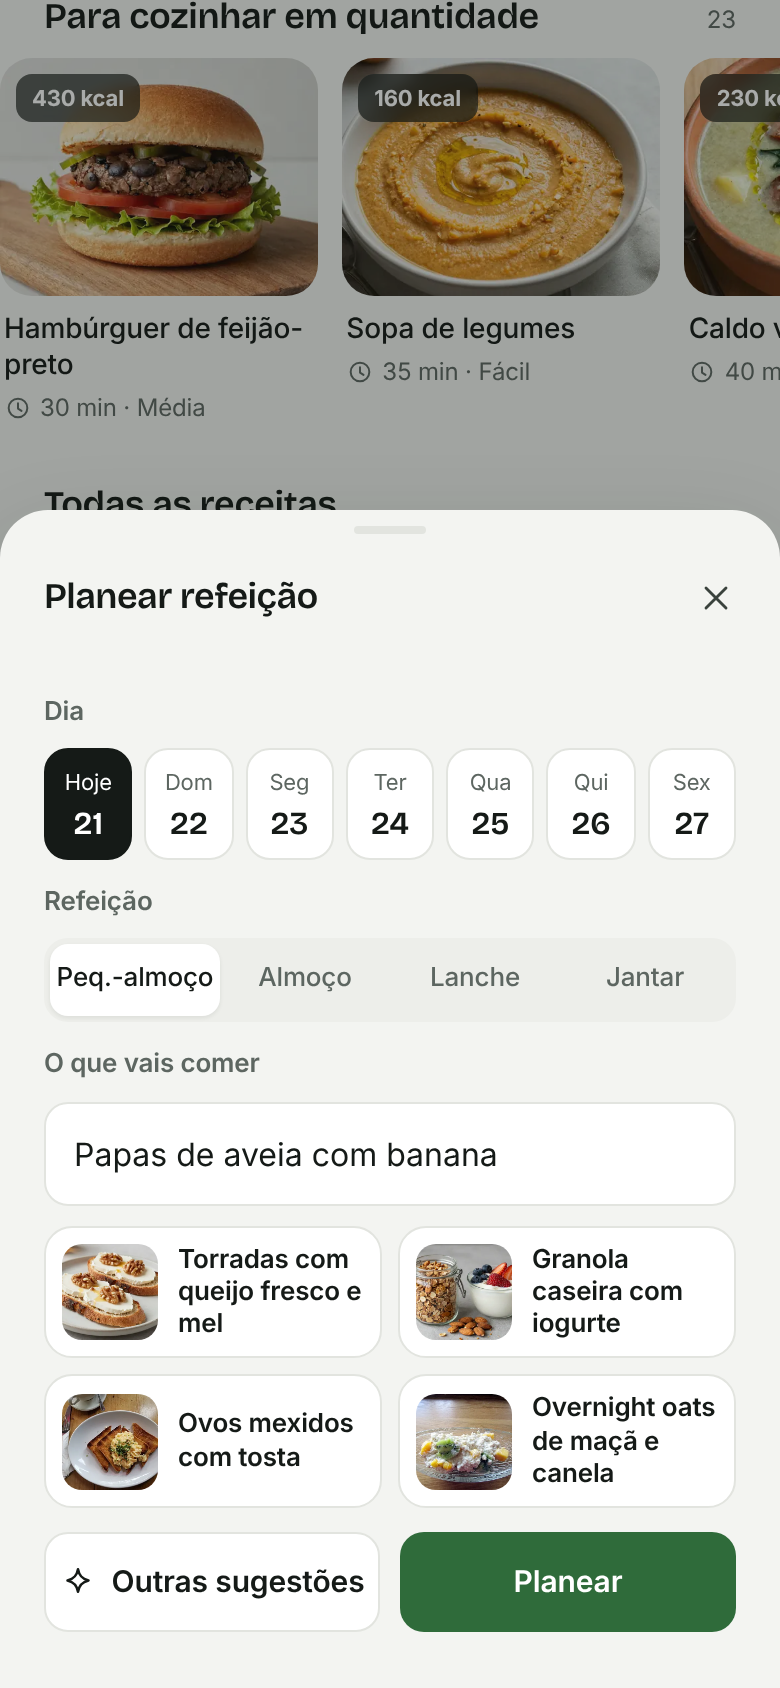 Para cozinhar em quantidade
23
430 kcal
160 kcal
230
Hambúrguer de feijão-
preto
30 min · Média
Sopa de legumes
35 min · Fácil
Caldo
40
Todas as receitas
Planear refeição
Dia
Hoje
21
Dom
22
Seg
23
Ter
24
Qua
25
Qui
26
Sex
27
Refeição
Peq.-almoço
Almoço
Lanche
Jantar
O que vais comer
Papas de aveia com banana
Torradas com
queijo fresco e
mel
Granola
caseira com
iogurte
Ovos mexidos
com tosta
Overnight oats
de maçã e
canela
Outras sugestões
Planear